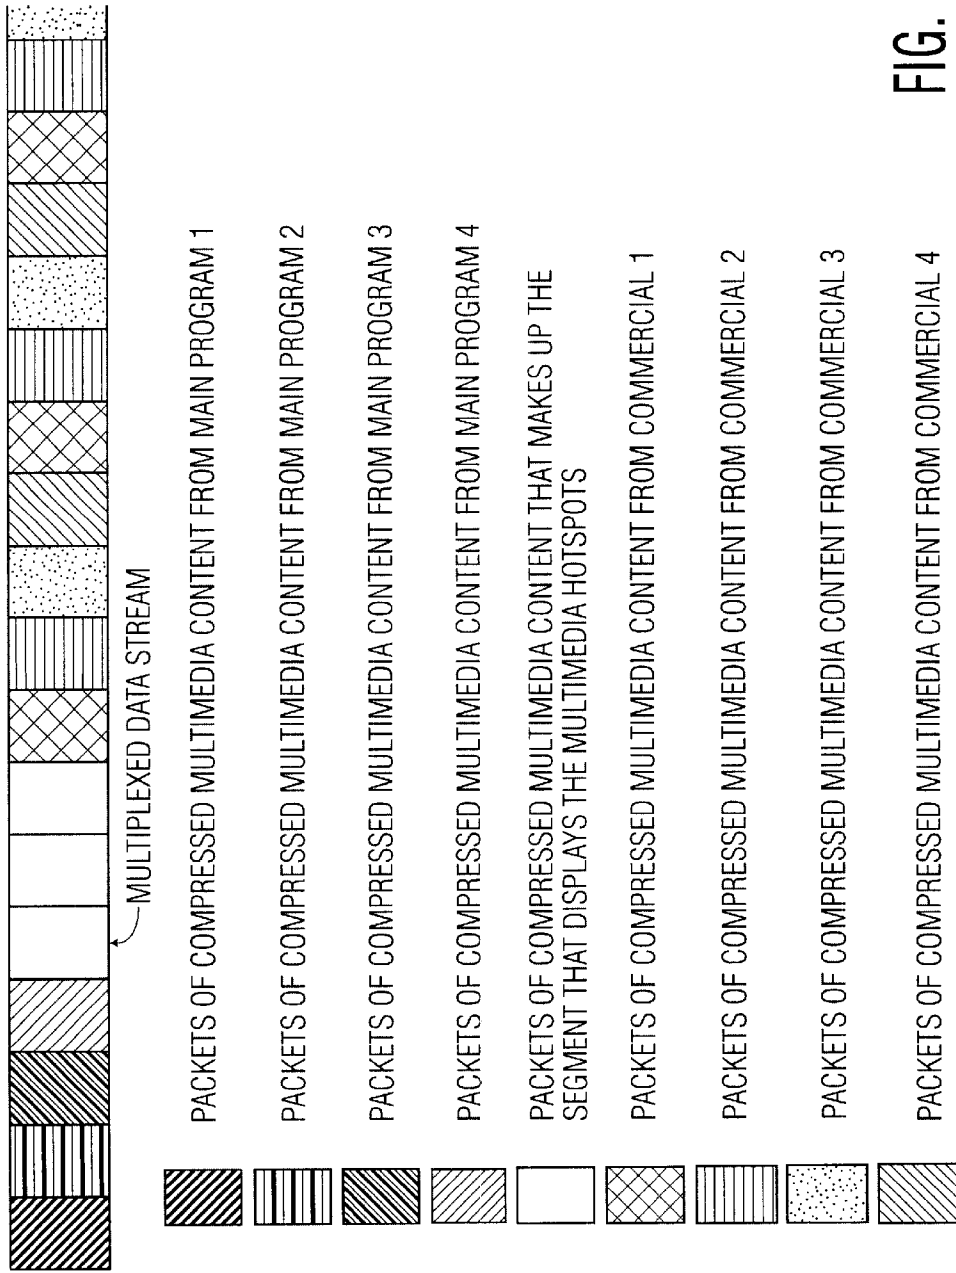 MULTIPLEXED DATA STREAM
PACKETS OF COMPRESSED MULTIMEDIA CONTENT FROM MAIN PROGRAM 1
PACKETS OF COMPRESSED MULTIMEDIA CONTENT FROM MAIN PROGRAM 2
PACKETS OF COMPRESSED MULTIMEDIA CONTENT FROM MAIN PROGRAM 3
PACKETS OF COMPRESSED MULTIMEDIA CONTENT FROM MAIN PROGRAM 4
PACKETS OF COMPRESSED MULTIMEDIA CONTENT THAT MAKES UP THE
SEGMENT THAT DISPLAYS THE MULTIMEDIA HOTSPOTS
PACKETS OF COMPRESSED MULTIMEDIA CONTENT FROM COMMERCIAL 1
PACKETS OF COMPRESSED MULTIMEDIA CONTENT FROM COMMERCIAL 2
PACKETS OF COMPRESSED MULTIMEDIA CONTENT FROM COMMERCIAL 3
PACKETS OF COMPRESSED MULTIMEDIA CONTENT FROM COMMERCIAL 4
FIG.